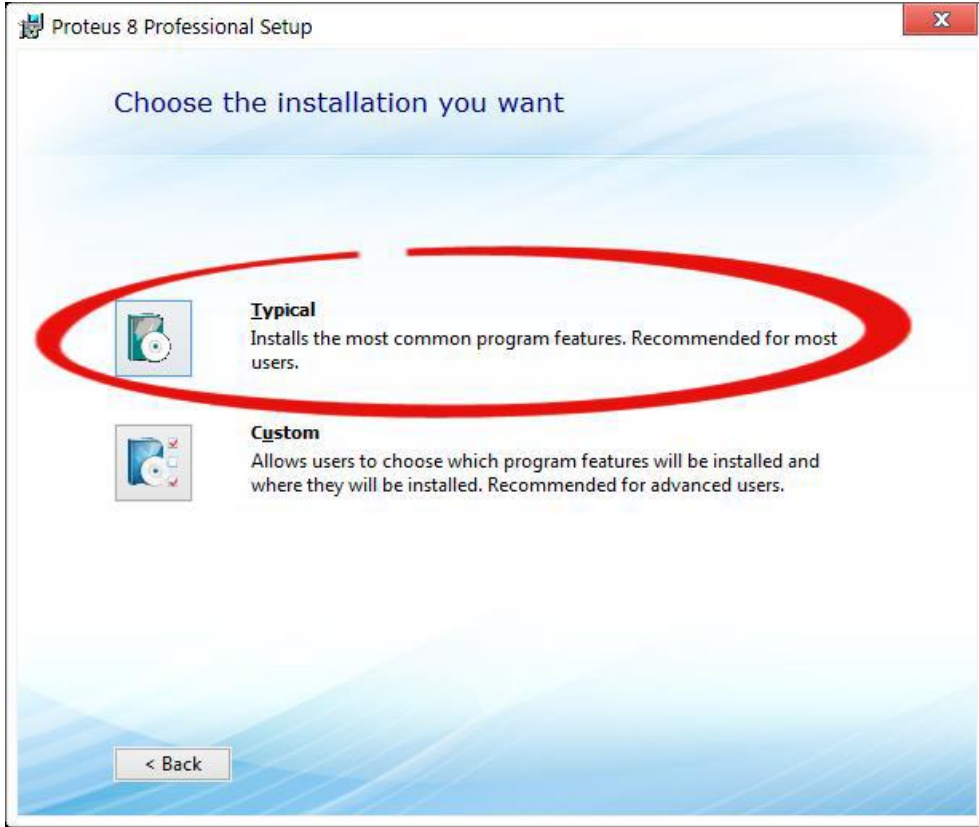 Proteus 8 Professional Setup
x
Choose the installation you want
Typical
Installs the most common program features. Recommended for most
users.
Custom
Allows users to choose which program features will be installed and
where they will be installed. Recommended for advanced users.
< Back